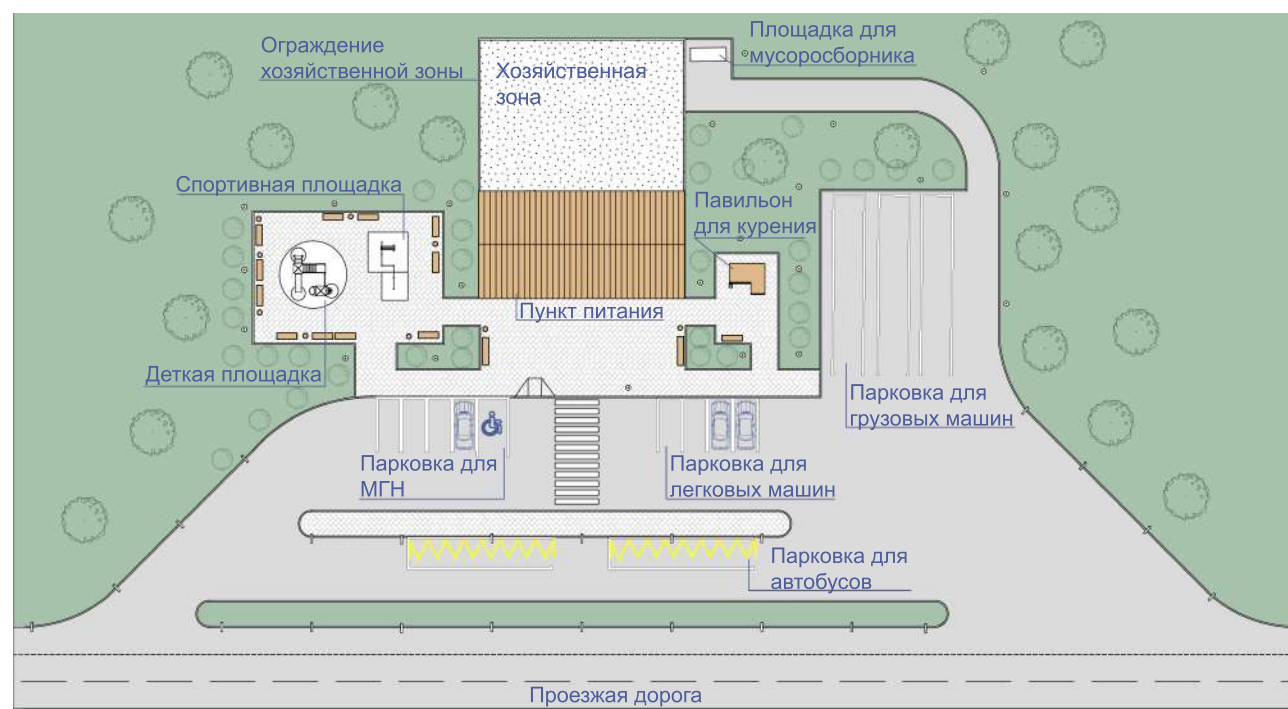 Ограждение
хозяйственной зоны
Хозяйственная
зона
Площадка для
мусоросборника
Спортивная площадка
Павильон
для курения
Пункт питания
Деткая площадка
Парковка для
грузовых машин
Парковка для
МГН
Парковка для
легковых машин
Парковка для
автобусов
Проезжая дорога